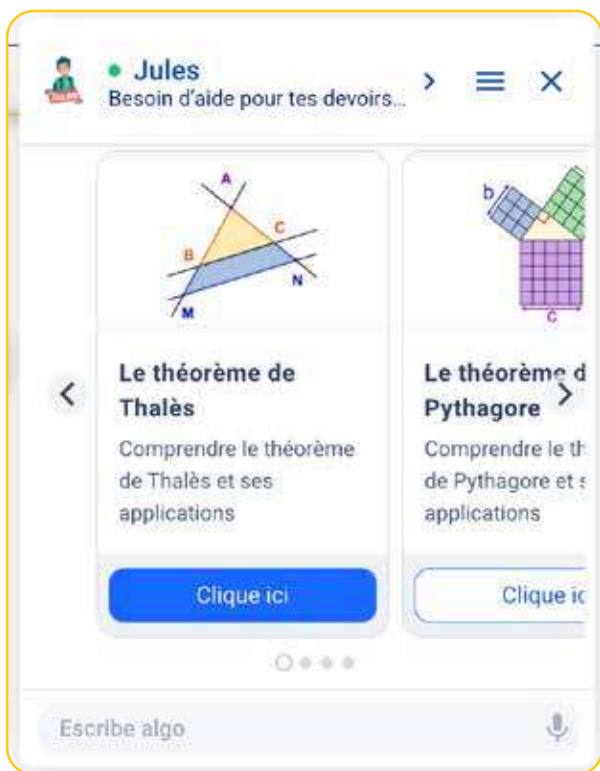 Jules
Besoin d'aide pour tes devoirs...
A
B
C
N
M
b
C
Le théorème de
Thalès
Comprendre le théorème
de Thalès et ses
applications
Clique ici
Le théorème d
Pythagore
Comprendre le th
de Pythagore et s
applications
Clique ic
Escribe algo